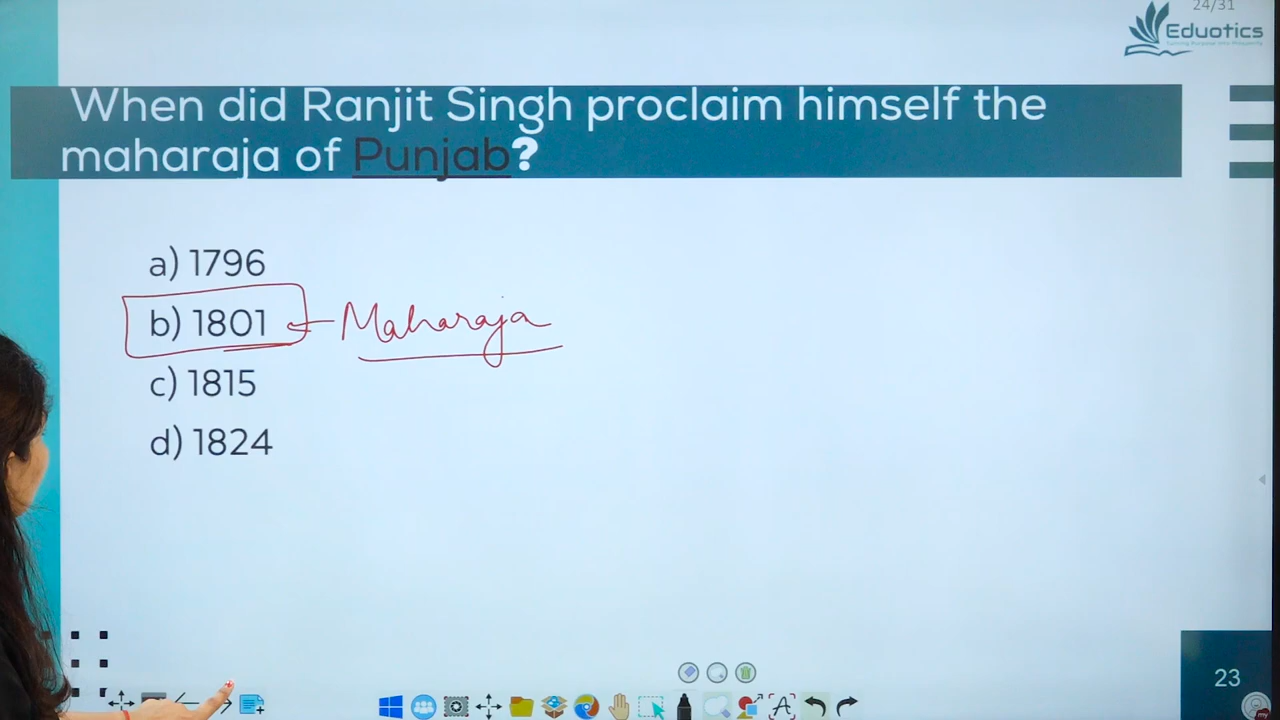 24/31
Eduotics
When did Ranjit Singh proclaim himself the
maharaja of Punjab?
a) 1796
b) 1801
Maharaja
c) 1815
d) 1824
23